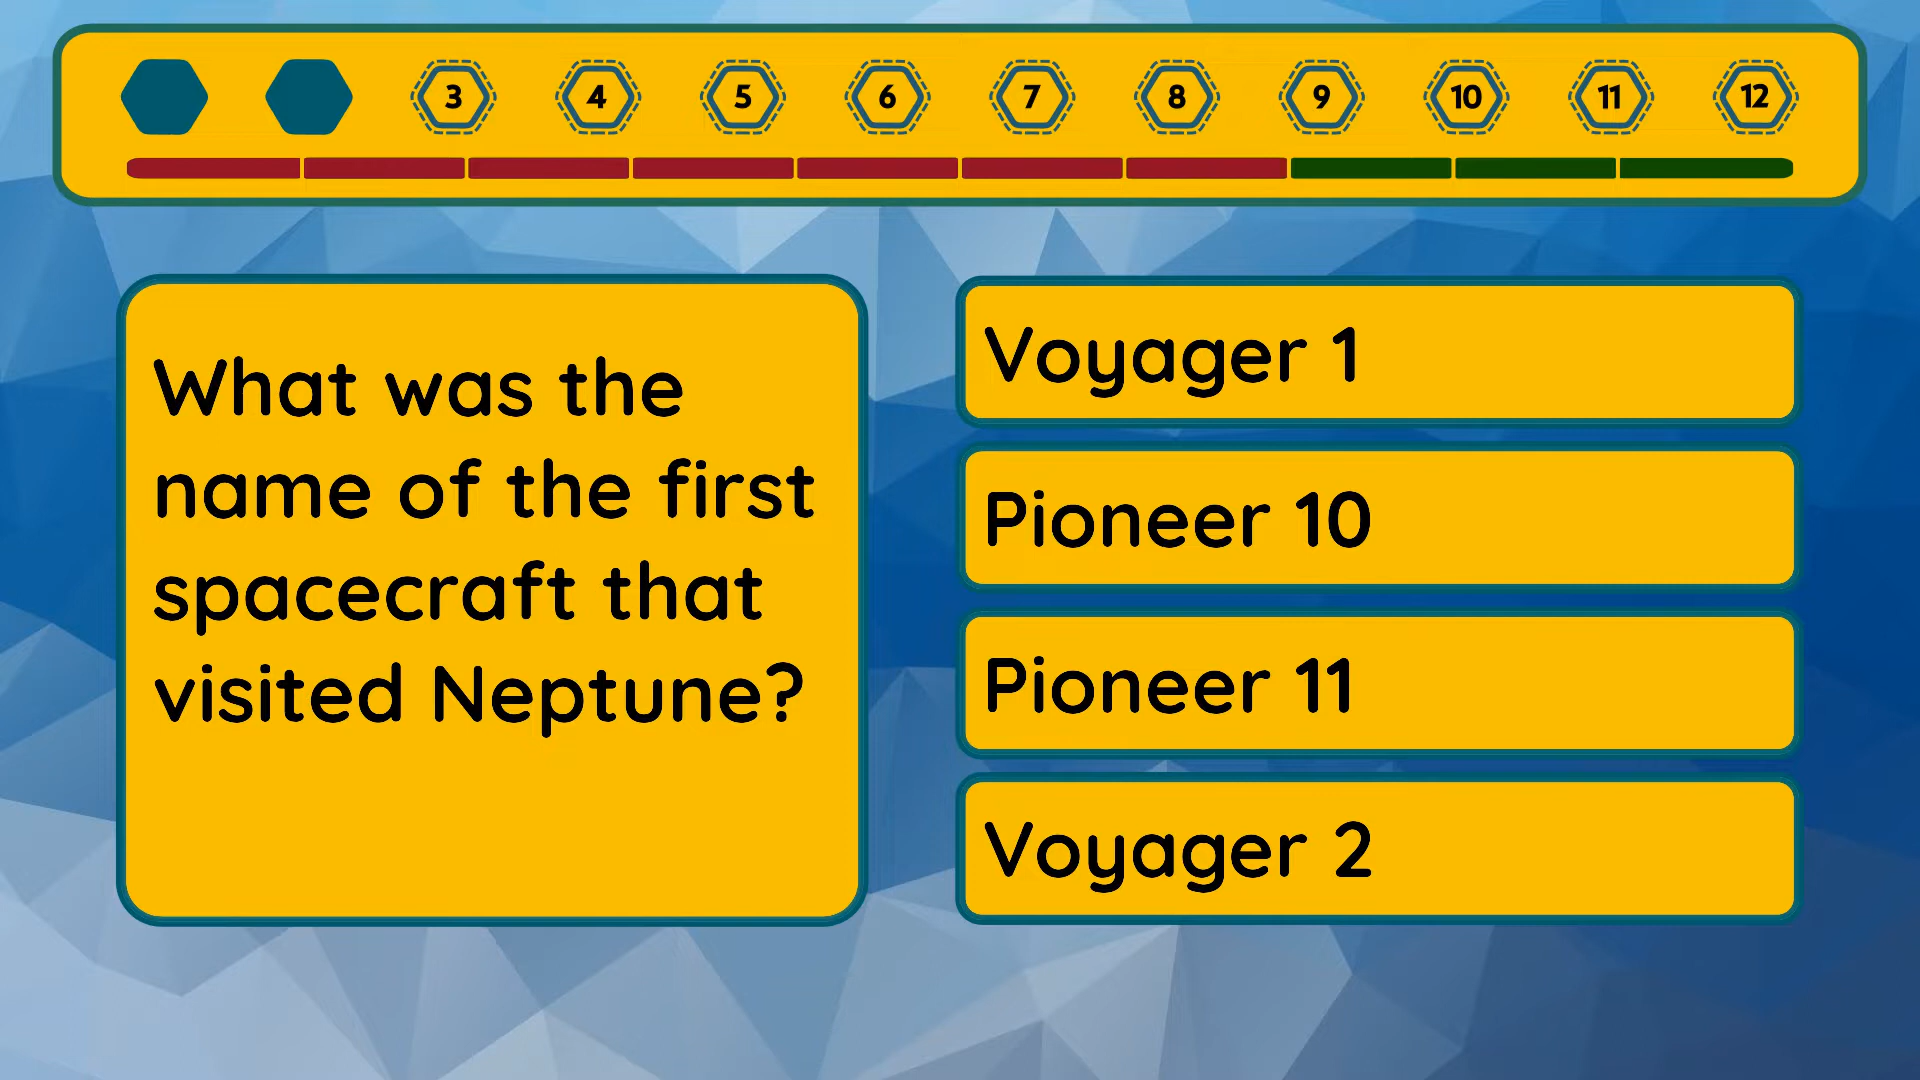 3 4 5 6 7 8 9 10 11 12
What was the
name of the first
spacecraft that
visited Neptune?
Voyager 1
Pioneer 10
Pioneer 11
Voyager 2